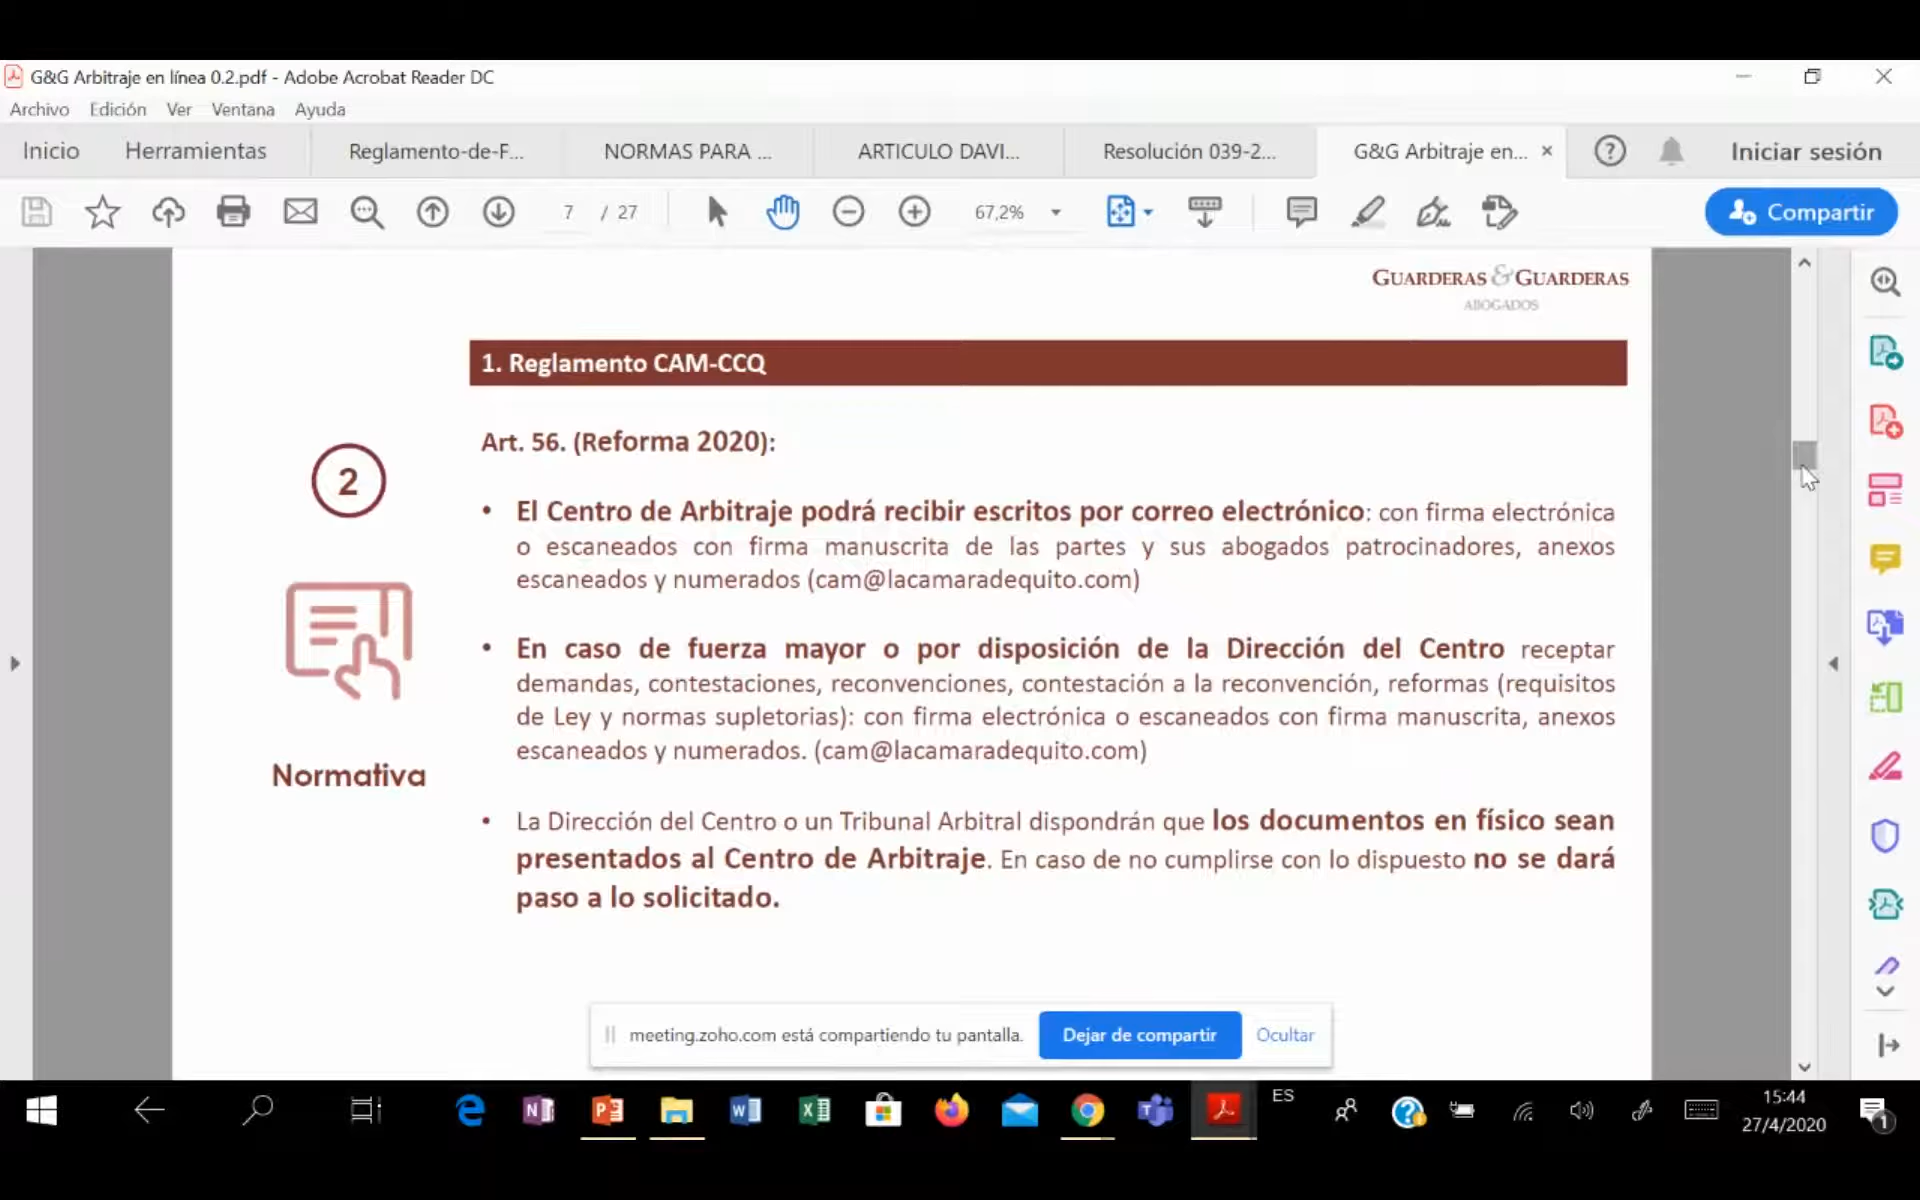 G&G Arbitraje en línea 0.2.pdf - Adobe Acrobat Reader DC
Archivo Edición Ver Ventana Ayuda
Inicio Herramientas Reglamento-de-F... NORMAS PARA ... ARTICULO DAVI... Resolución 039-2... G&G Arbitraje en... × Iniciar sesión
7 / 27 67,2% Compartir
GUARDERAS & GUARDERAS
ABOGADOS
1. Reglamento CAM-CCQ
Art. 56. (Reforma 2020):
2
Normativa
• El Centro de Arbitraje podrá recibir escritos por correo electrónico: con firma electrónica
o escaneados con firma manuscrita de las partes y sus abogados patrocinadores, anexos
escaneados y numerados (cam@lacamaradequito.com)
• En caso de fuerza mayor o por disposición de la Dirección del Centro receptar
demandas, contestaciones, reconvenciones, contestación a la reconvención, reformas (requisitos
de Ley y normas supletorias): con firma electrónica o escaneados con firma manuscrita, anexos
escaneados y numerados. (cam@lacamaradequito.com)
• La Dirección del Centro o un Tribunal Arbitral dispondrán que los documentos en físico sean
presentados al Centro de Arbitraje. En caso de no cumplirse con lo dispuesto no se dará
paso a lo solicitado.
meeting.zoho.com está compartiendo tu pantalla. Dejar de compartir Ocultar
ES
15:44
27/4/2020
1